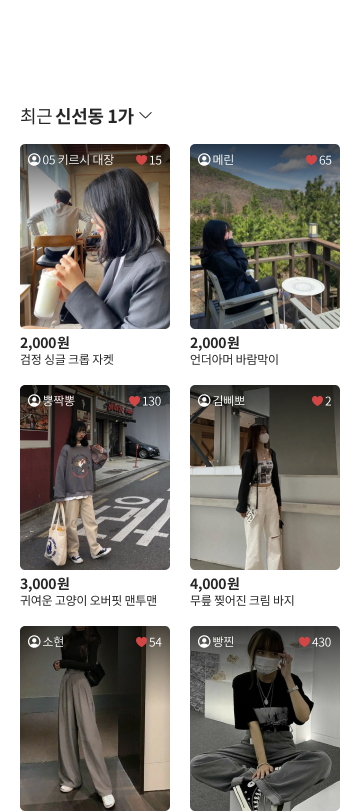 최근 신선동 1가
05 키르시 대장 15
메린 65
2,000원
검정 싱글 크롭 자켓
2,000원
언더아머 바람막이
뽕짝뽕 130
김삐뽀 2
3,000원
귀여운 고양이 오버핏 맨투맨
4,000원
무릎 찢어진 크림 바지
소현 54
빵찐 430